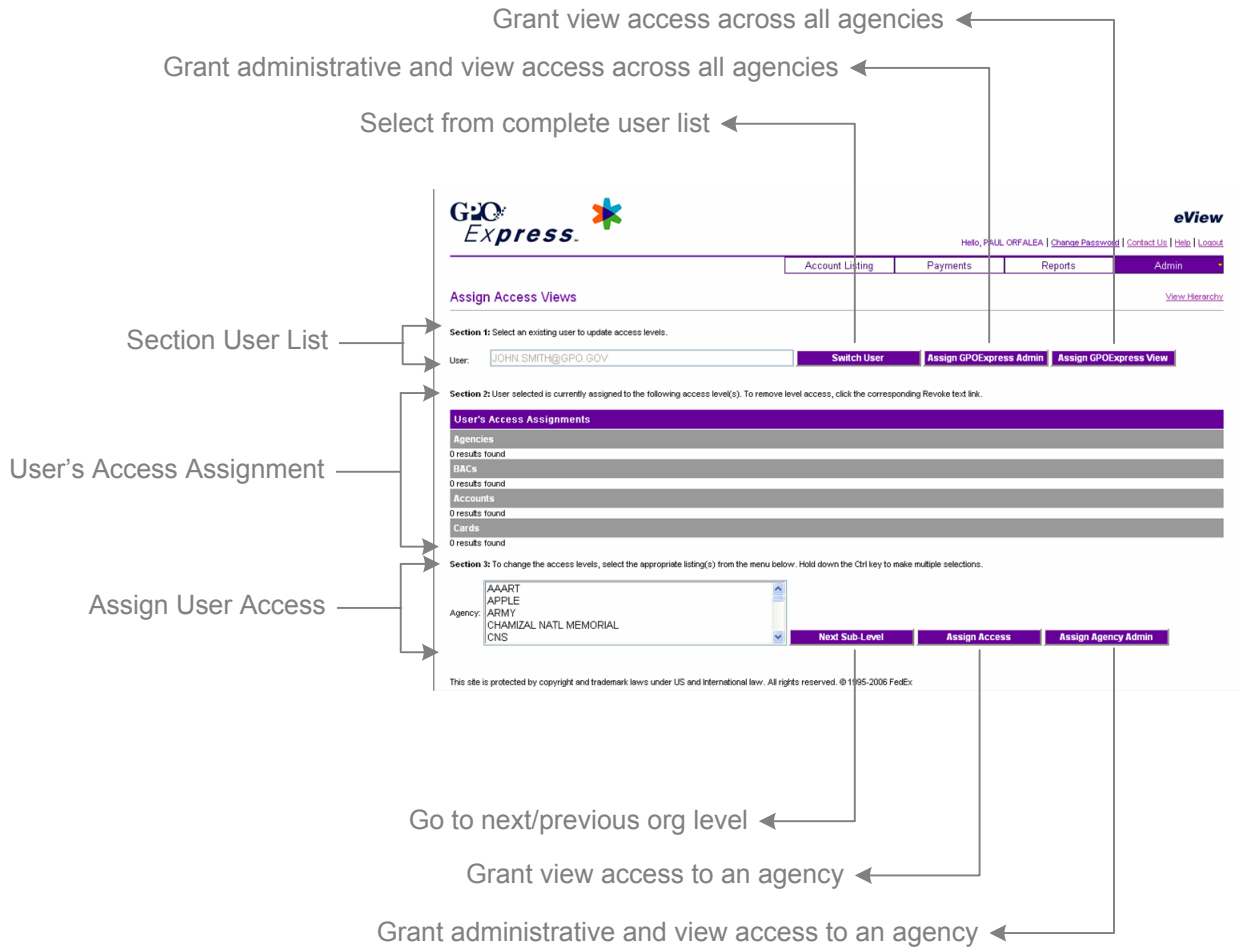 Grant view access across all agencies
Grant administrative and view access across all agencies
Select from complete user list
GPO
Express
eView
Hello, PAUL ORFALEA | Change Password | Contact Us | Help | Logout
Account Listing Payments Reports Admin
Assign Access Views
View Hierarchy
Section User List
Section 1: Select an existing user to update access levels.
User: JOHN.SMITH@GPO.GOV Switch User Assign GPOExpress Admin Assign GPOExpress View
Section 2: User selected is currently assigned to the following access level(s). To remove level access, click the corresponding Revoke text link.
User's Access Assignments
Agencies
0 results found
User's Access Assignment
BACs
0 results found
Accounts
0 results found
Cards
0 results found
Section 3: To change the access levels, select the appropriate listing(s) from the menu below. Hold down the Ctrl key to make multiple selections.
Assign User Access
Agency:
AAART
APPLE
ARMY
CHAMIZAL NATL MEMORIAL
CNS
Next Sub-Level Assign Access Assign Agency Admin
This site is protected by copyright and trademark laws under US and International law. All rights reserved. © 1995-2006 FedEx
Go to next/previous org level
Grant view access to an agency
Grant administrative and view access to an agency